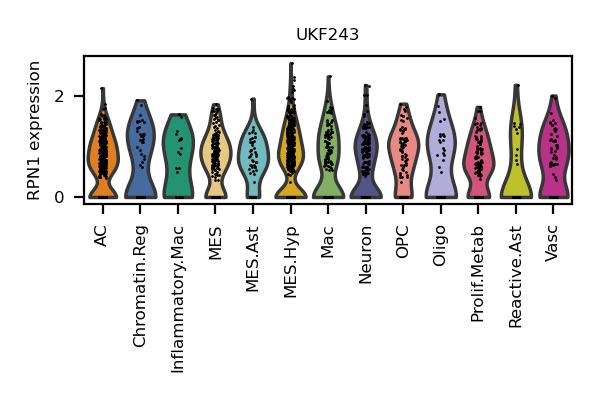 UKF243
RPN1 expression
2
0
AC
Chromatin.Reg
Inflammatory.Mac
MES
MES.Ast
MES.Hyp
Mac
Neuron
OPC
Oligo
Prolif.Metab
Reactive.Ast
Vasc